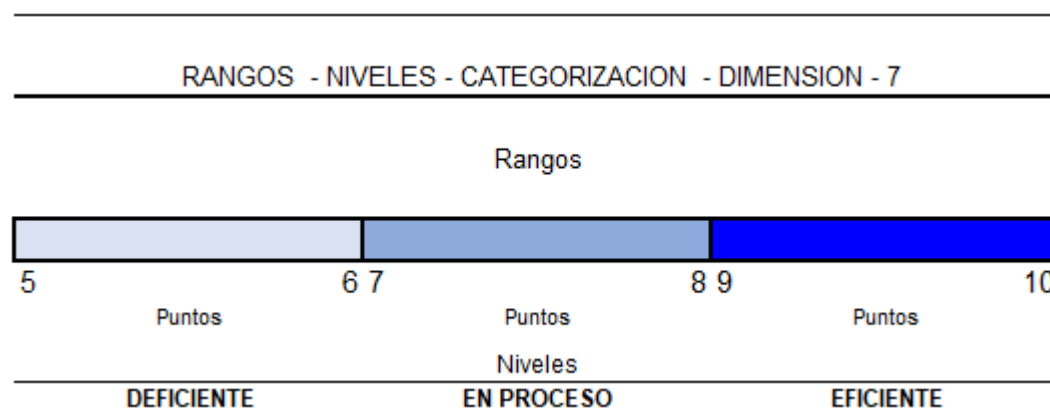 RANGOS - NIVELES - CATEGORIZACION - DIMENSION - 7
Rangos
5 6 7 8 9 10
Puntos Puntos Puntos
Niveles
DEFICIENTE EN PROCESO EFICIENTE